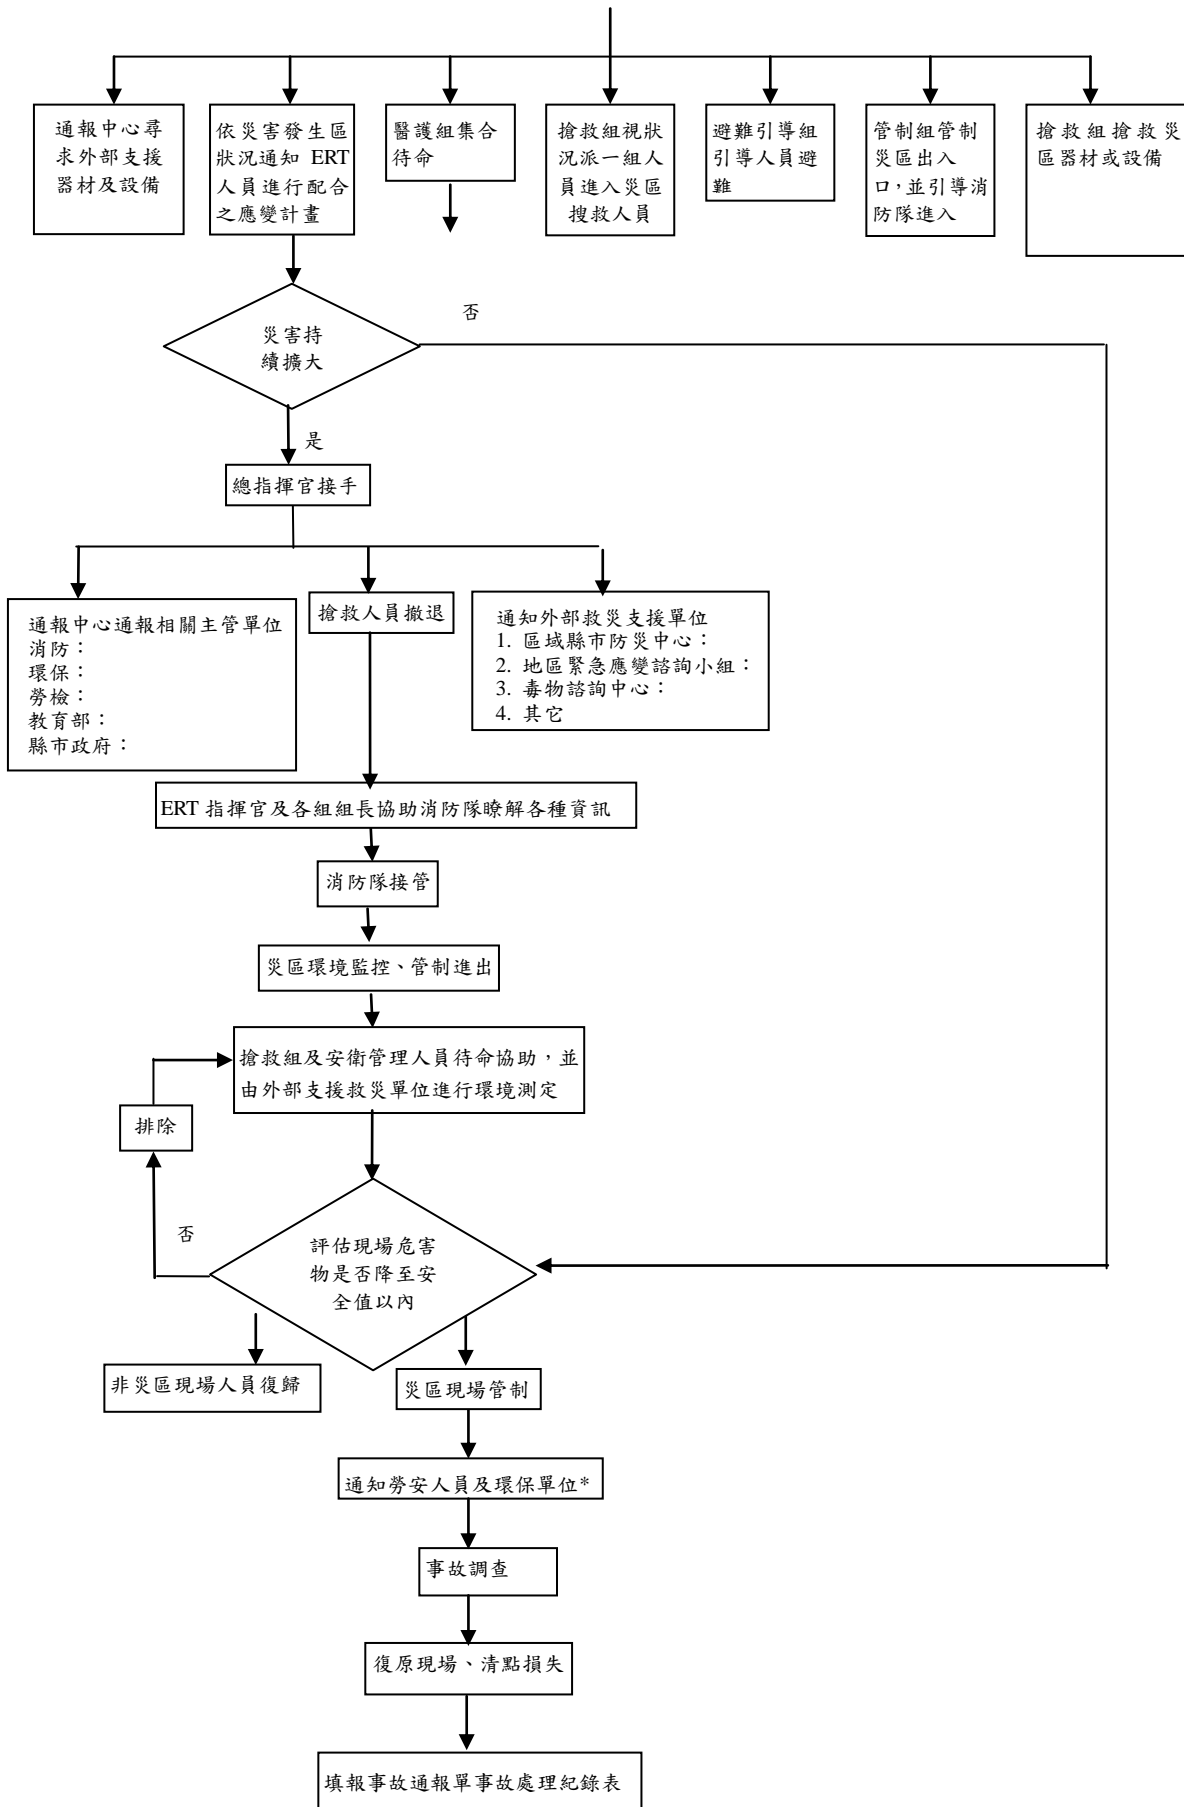 通報中心尋
求外部支援
器材及設備
依災害發生區
狀況通知 ERT
人員進行配合
之應變計畫
醫護組集合
待命
搶救組視狀
況派一組人
員進入災區
搜救人員
避難引導組
引導人員避
難
管制組管制
災區出入
口，並引導消
防隊進入
搶救組搶救災
區器材或設備
否
災害持
續擴大
是
總指揮官接手
通報中心通報相關主管單位
消防：
環保：
勞檢：
教育部：
縣市政府：
搶救人員撤退
通知外部救災支援單位
1. 區域縣市防災中心：
2. 地區緊急應變諮詢小組：
3. 毒物諮詢中心：
4. 其它
ERT 指揮官及各組組長協助消防隊瞭解各種資訊
消防隊接管
災區環境監控、管制進出
搶救組及安衛管理人員待命協助，並
由外部支援救災單位進行環境測定
排除
否
評估現場危害
物是否降至安
全值以內
非災區現場人員復歸
災區現場管制
通知勞安人員及環保單位*
事故調查
復原現場、清點損失
填報事故通報單事故處理紀錄表